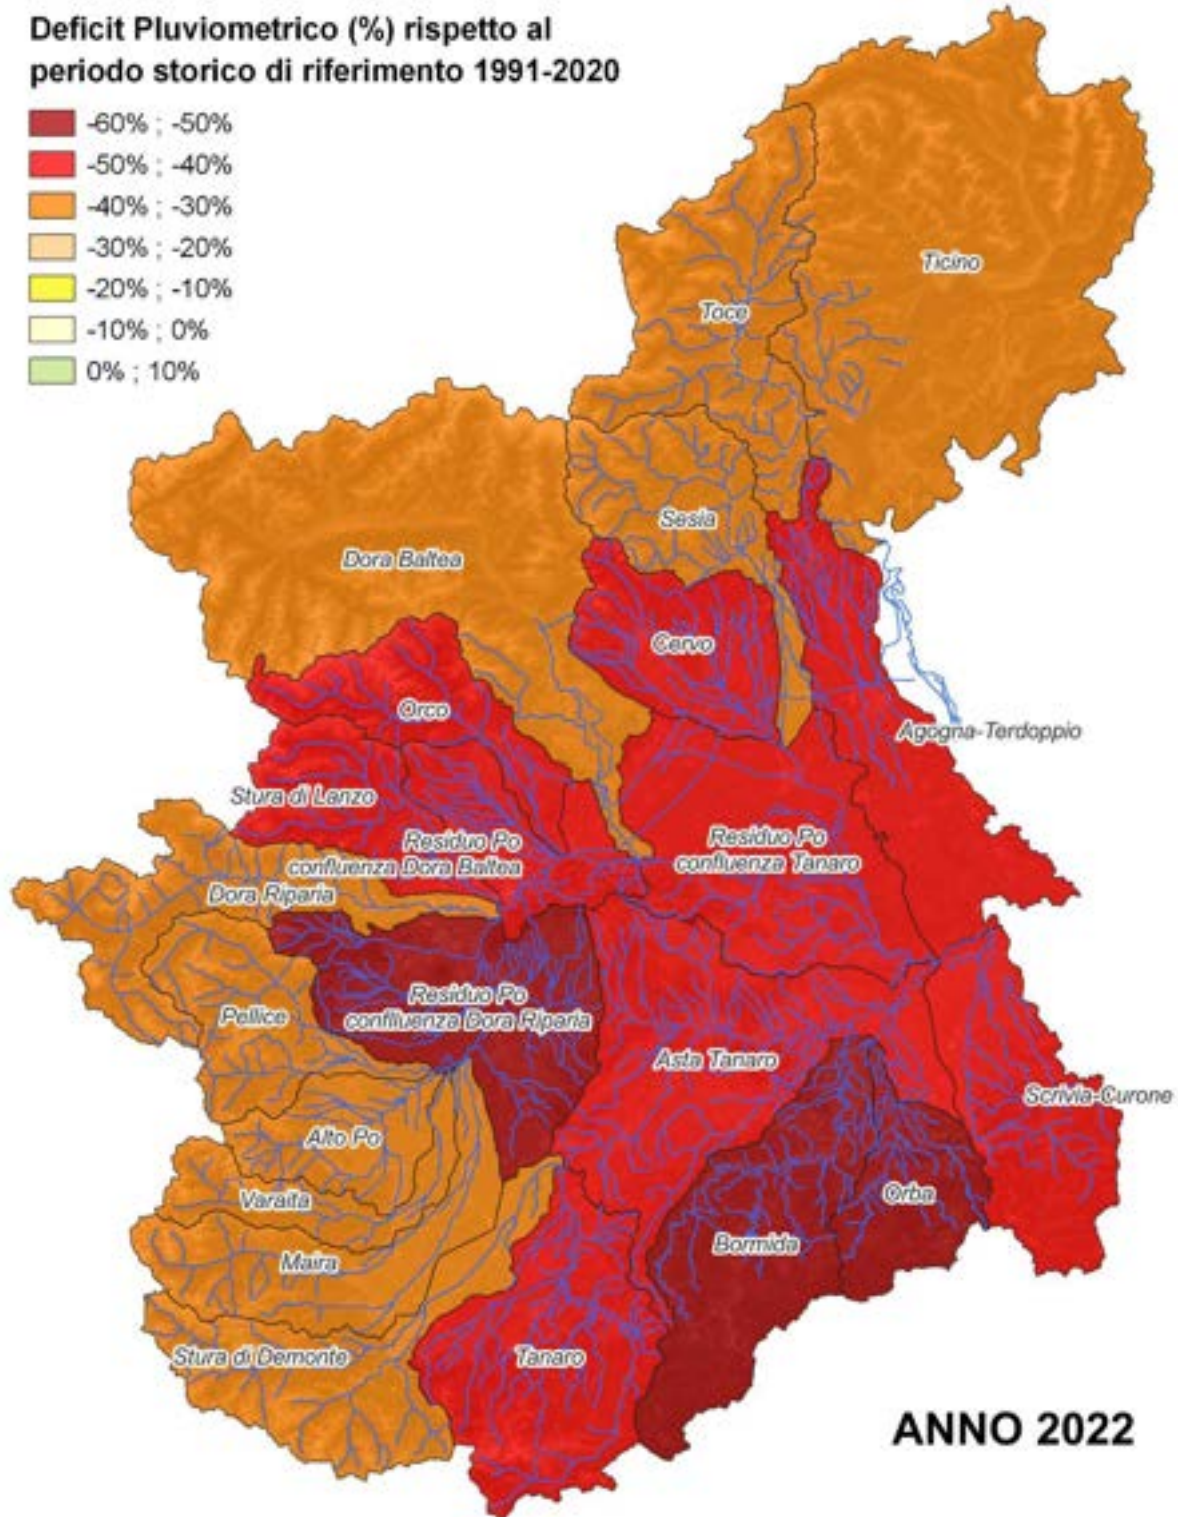 Deficit Pluviometrico (%) rispetto al
periodo storico di riferimento 1991-2020
-60% ; -50%
-50% ; -40%
-40% ; -30%
-30% ; -20%
-20% ; -10%
-10% ; 0%
0% ; 10%
Ticino
Toce
Sesia
Dora Baltea
Cervo
Orco
Agogna-Terdoppio
Stura di Lanzo
Residuo Po
confluenza Dora Baltea
Residuo Po
confluenza Tanaro
Dora Riparia
Residuo Po
confiluenza Dora Riparia
Pellice
Asta Tanaro
Scrivia-Curone
Alto Po
Varaita
Orba
Bormida
Maira
Stura di Demonte
Tanaro
ANNO 2022